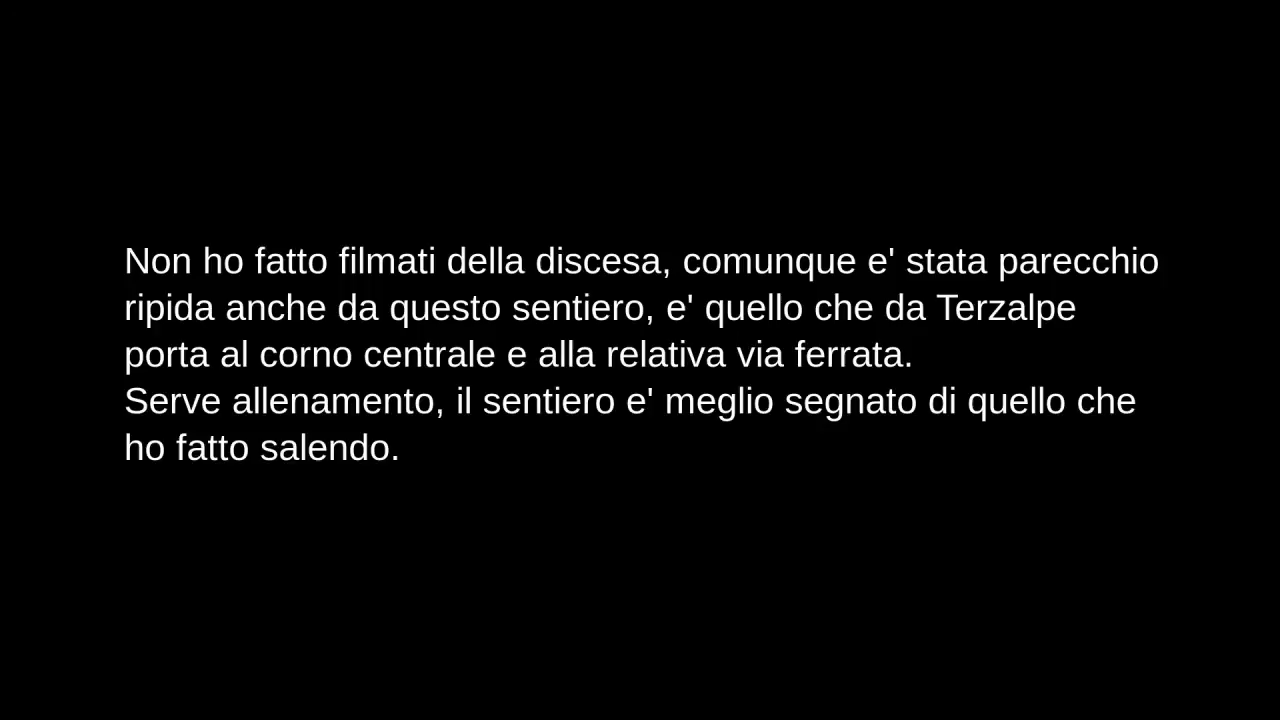 Non ho fatto filmati della discesa, comunque e' stata parecchio
ripida anche da questo sentiero, e' quello che da Terzalpe
porta al corno centrale e alla relativa via ferrata.
Serve allenamento, il sentiero e' meglio segnato di quello che
ho fatto salendo.